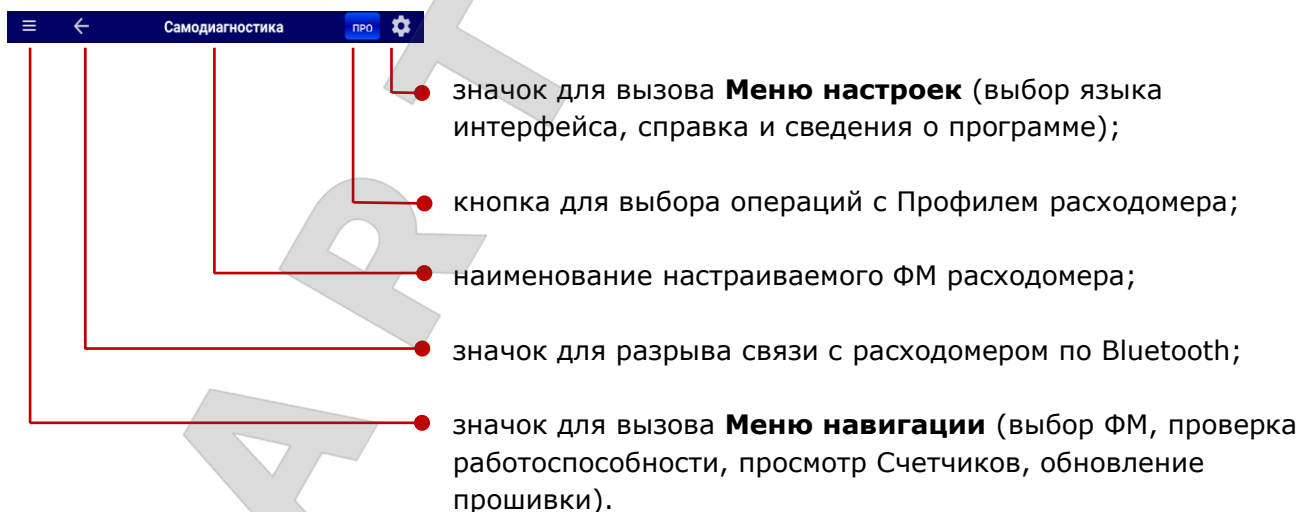 Самодиагностика ПРО
значок для вызова Меню настроек (выбор языка
интерфейса, справка и сведения о программе);
кнопка для выбора операций с Профилем расходомера;
наименование настраиваемого ФМ расходомера;
значок для разрыва связи с расходомером по Bluetooth;
значок для вызова Меню навигации (выбор ФМ, проверка
работоспособности, просмотр Счетчиков, обновление
прошивки).
A R T